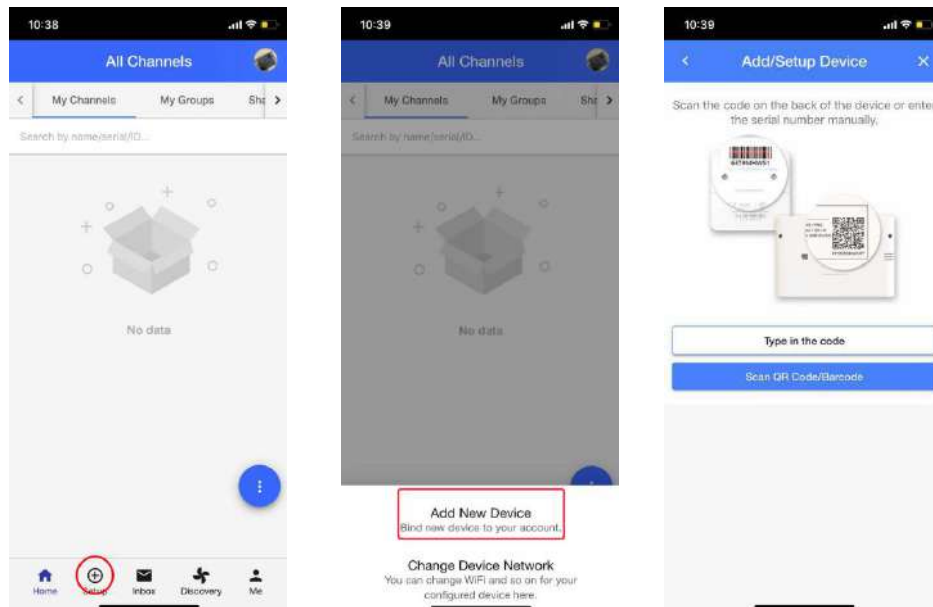 10:38
All Channels
My Channels
My Groups
Sha
Search by name/serial/ID...
No data
Home
Setup
Inbox
Discovery
Me
10:39
All Channels
My Channels
My Groups
Sha
Search by name/serial/ID...
No data
Add New Device
Bind new device to your account.
Change Device Network
You can change WiFi and so on for your
configured device here.
10:39
Add/Setup Device
Scan the code on the back of the device or enter
the serial number manually.
Type in the code
Scan QR Code/Barcode